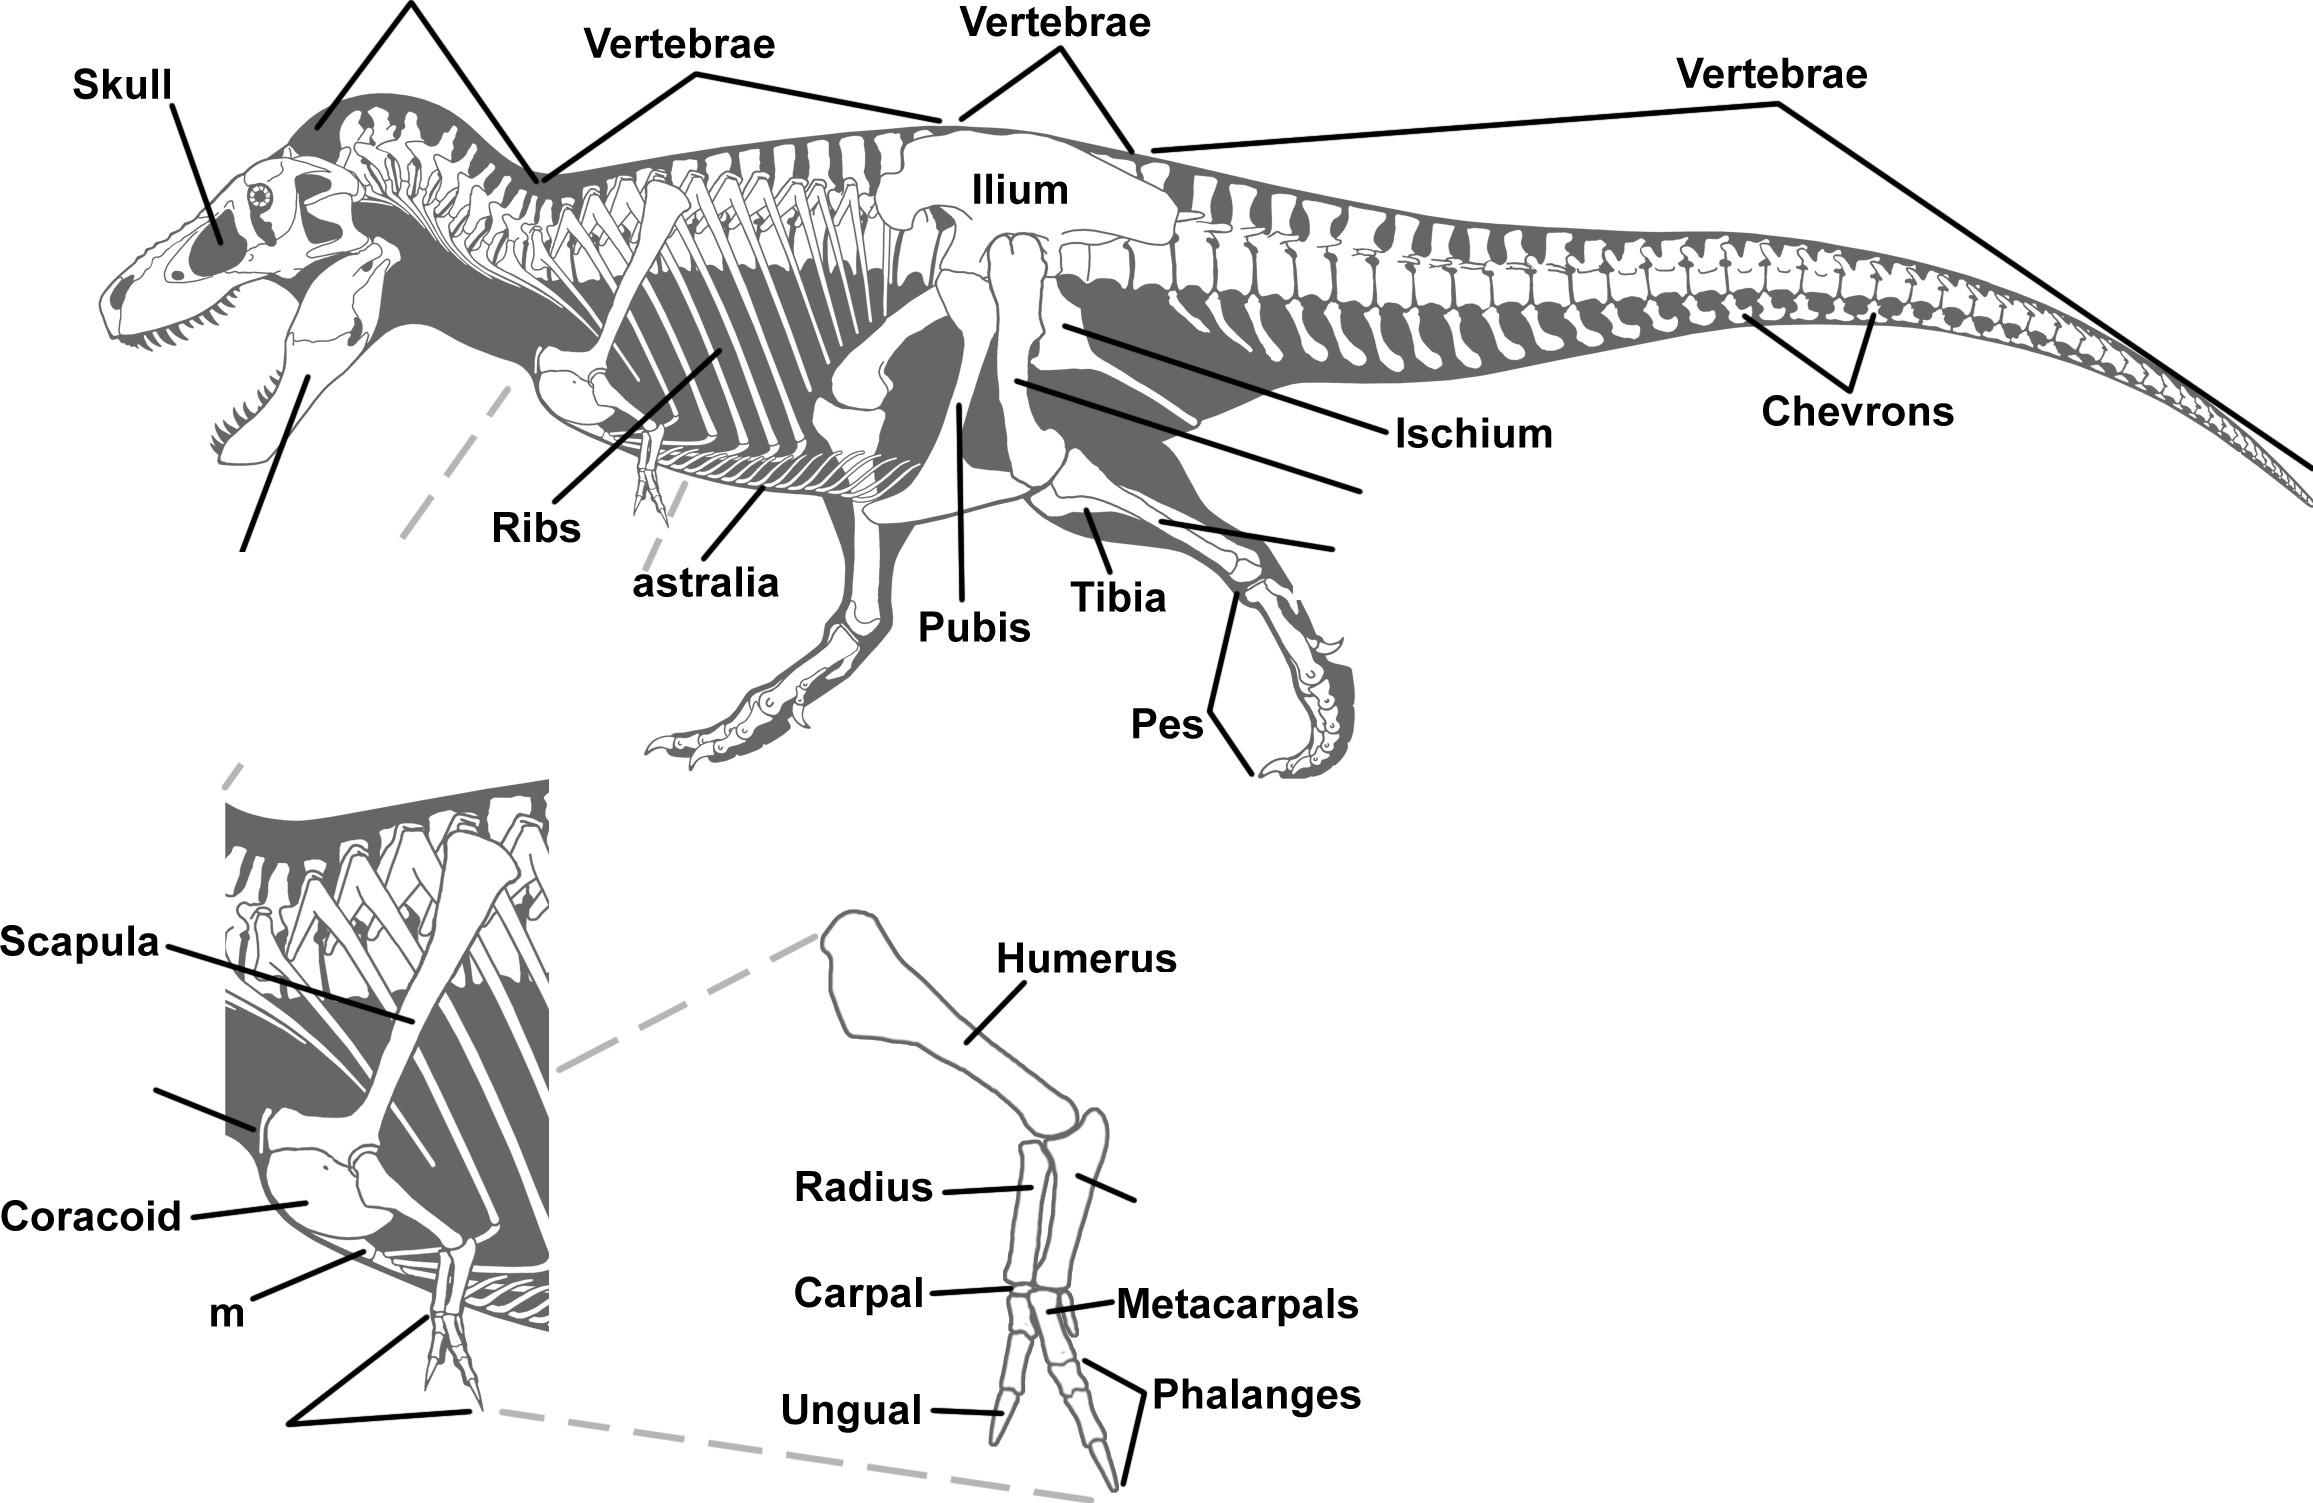 Vertebrae
Vertebrae
Vertebrae
Skull
Ilium
Chevrons
Ischium
Ribs
astralia
Tibia
Pubis
Pes
Scapula
Humerus
Radius
Coracoid
Carpal
Metacarpals
m
Phalanges
Ungual